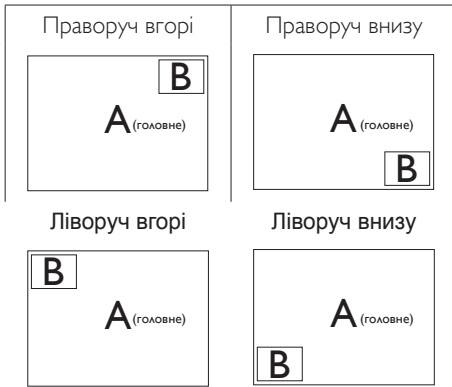 Праворуч вгорі
Праворуч внизу
B
A (головне)
A (головне)
B
Ліворуч вгорі
Ліворуч внизу
B
A (головне)
A (головне)
B